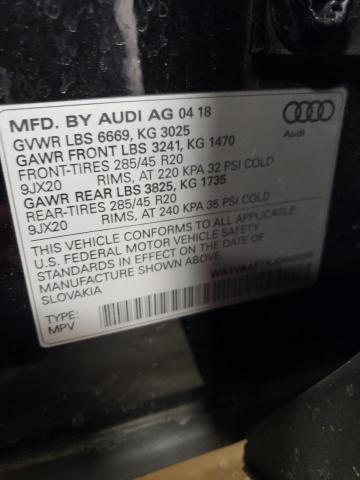 MFD. BY AUDI AG 04 18
GVWR LBS 6669, KG 3025
GAWR FRONT LBS 3241, KG 1470
FRONT-TIRES 285/45 R20
9JX20 RIMS, AT 220 KPA 32 PSI COLD
GAWR REAR LBS 3825, KG 1735
REAR-TIRES 285/45 R20
9JX20 RIMS, AT 240 KPA 35 PSI COLD
THIS VEHICLE CONFORMS TO ALL APPLICABLE
U.S. FEDERAL MOTOR VEHICLE SAFETY
STANDARDS IN EFFECT ON THE DATE OF
MANUFACTURE SHOWN ABOVE.
SLOVAKIA
TYPE:
MPV
Audi